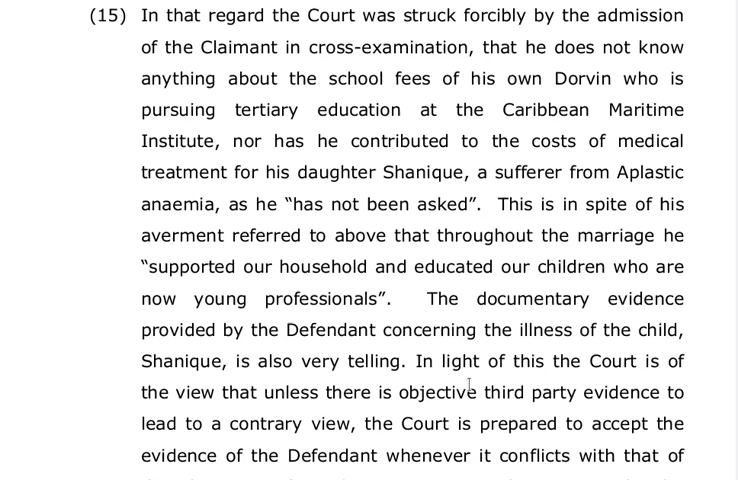 (15) In that regard the Court was struck forcibly by the admission
of the Claimant in cross-examination, that he does not know
anything about the school fees of his own Dorvin who is
pursuing tertiary education at the Caribbean Maritime
Institute, nor has he contributed to the costs of medical
treatment for his daughter Shanique, a sufferer from Aplastic
anaemia, as he “has not been asked”. This is in spite of his
averment referred to above that throughout the marriage he
“supported our household and educated our children who are
now young professionals”. The documentary evidence
provided by the Defendant concerning the illness of the child,
Shanique, is also very telling. In light of this the Court is of
the view that unless there is objective third party evidence to
lead to a contrary view, the Court is prepared to accept the
evidence of the Defendant whenever it conflicts with that of